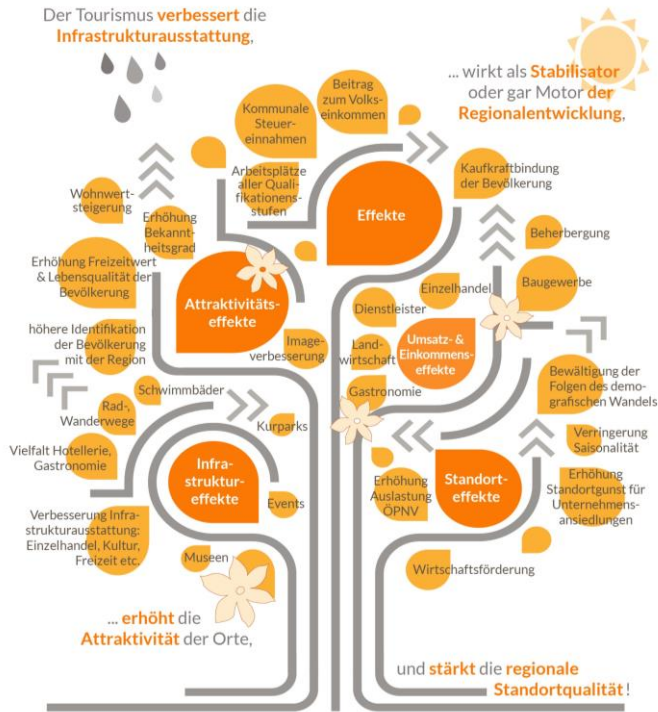 Der Tourismus verbessert die
Infrastrukturausstattung,
... wirkt als Stabilisator
oder gar Motor der
Regionalentwicklung,
Beitrag
zum Volks-
einkommen
Kommunale
Steuer-
einnahmen
Arbeitsplätze
aller Quali-
fikationens-
stufen
Effekte
Kaufkraftbindung
der Bevölkerung
Wohnwert-
steigerung
Erhöhung
Bekannt-
heitsgrad
Erhöhung Freizeitwert
& Lebensqualität der
Bevölkerung
Attraktivitäts-
effekte
höhere Identifikation
der Bevölkerung
mit der Region
Image-
verbesserung
Beherbergung
Baugewerbe
Einzelhandel
Dienstleister
Umsatz- &
Einkommens-
effekte
Land-
wirtschaft
Gastronomie
Bewältigung der
Folgen des demo-
grafischen Wandels
Schwimmbäder
Rad-,
Wanderwege
Kurparks
Vielfalt Hotellerie,
Gastronomie
Infra-
struktur-
effekte
Events
Verbesserung Infra-
strukturausstattung:
Einzelhandel, Kultur,
Freizeit etc.
Museen
Verringerung
Saisonalität
Erhöhung
Auslastung
ÖPNV
Standort-
effekte
Erhöhung
Standortgunst für
Unternehmens-
ansiedlungen
Wirtschaftsförderung
... erhöht die
Attraktivität der Orte,
und stärkt die regionale
Standortqualität!